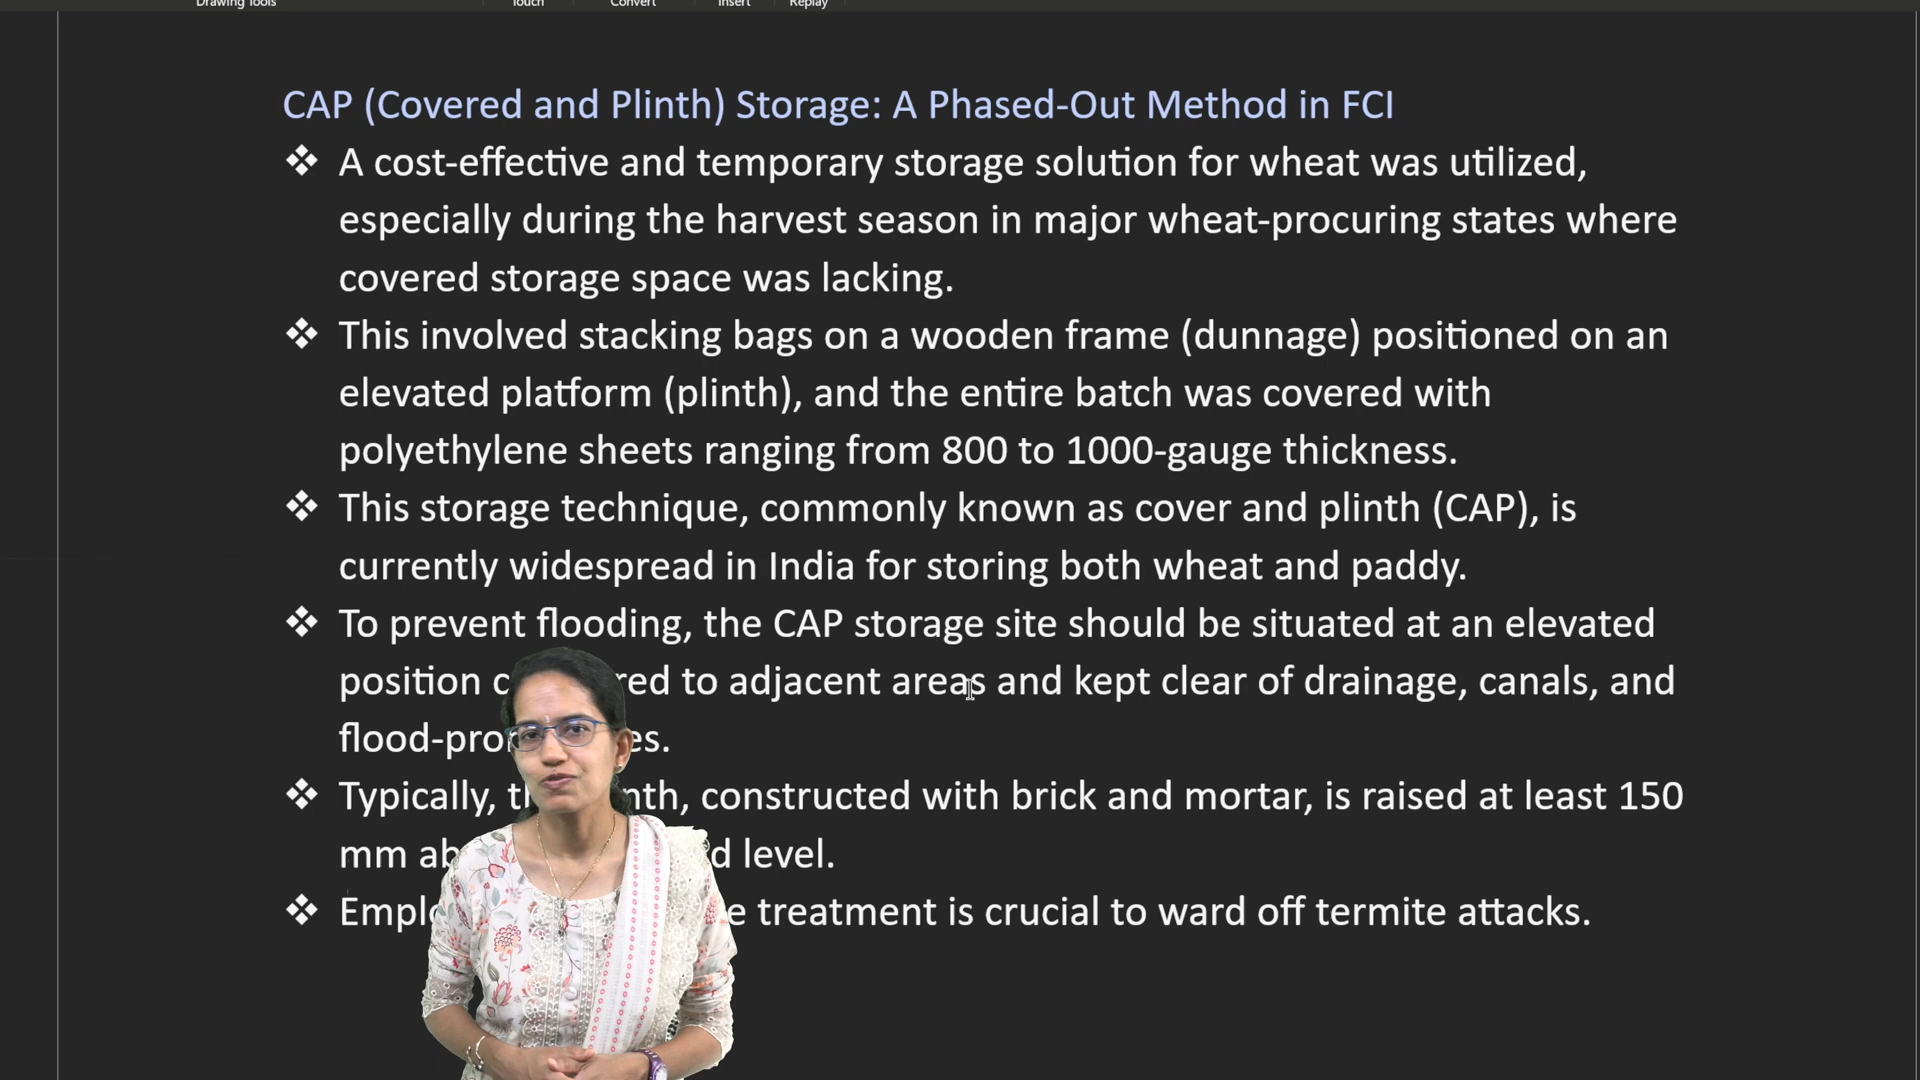 Drawing Tools Touch Convert Insert Replay
CAP (Covered and Plinth) Storage: A Phased-Out Method in FCI
❖ A cost-effective and temporary storage solution for wheat was utilized,
especially during the harvest season in major wheat-procuring states where
covered storage space was lacking.
❖ This involved stacking bags on a wooden frame (dunnage) positioned on an
elevated platform (plinth), and the entire batch was covered with
polyethylene sheets ranging from 800 to 1000-gauge thickness.
❖ This storage technique, commonly known as cover and plinth (CAP), is
currently widespread in India for storing both wheat and paddy.
❖ To prevent flooding, the CAP storage site should be situated at an elevated
position to adjacent areas and kept clear of drainage, canals, and
❖ Typically, constructed with brick and mortar, is raised at least 150
mm level.
❖ treatment is crucial to ward off termite attacks.